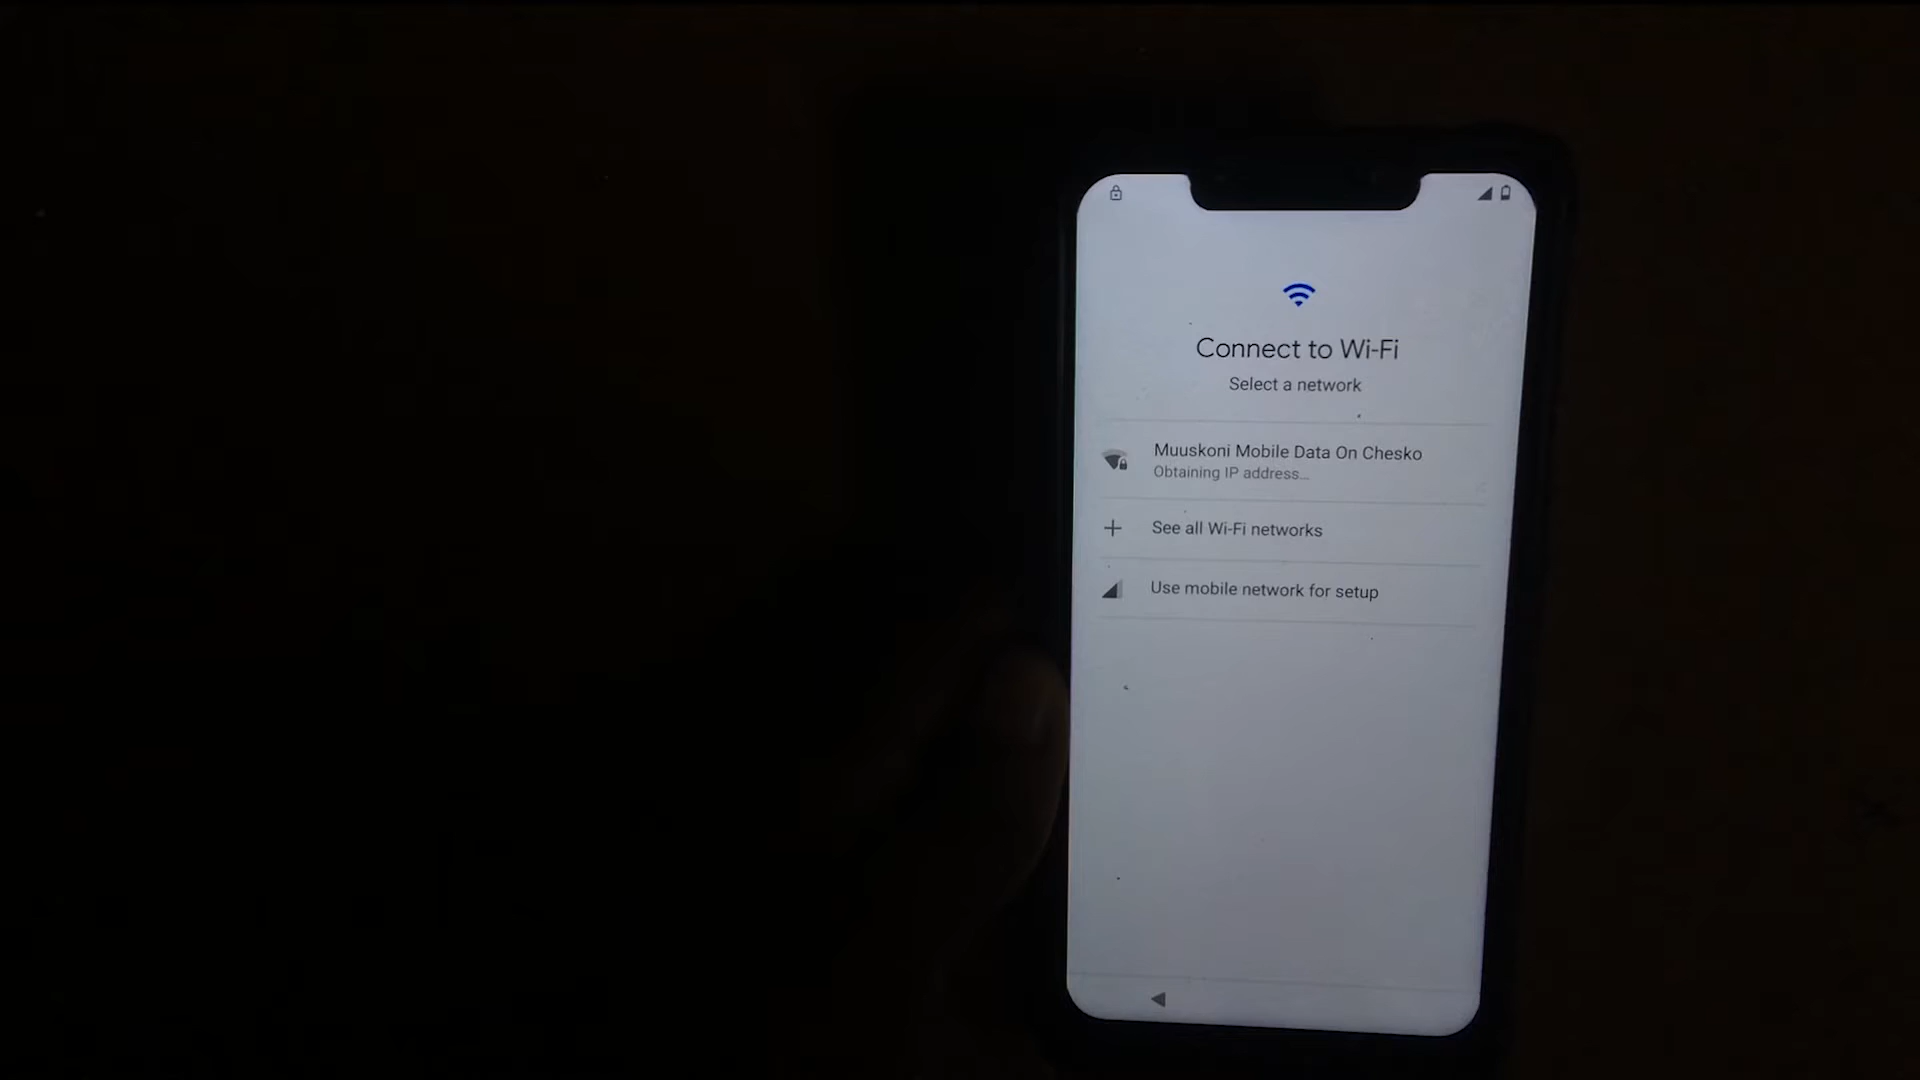 Connect to Wi-Fi
Select a network
Muuskoni Mobile Data On Chesko
Obtaining IP address...
See all Wi-Fi networks
Use mobile network for setup